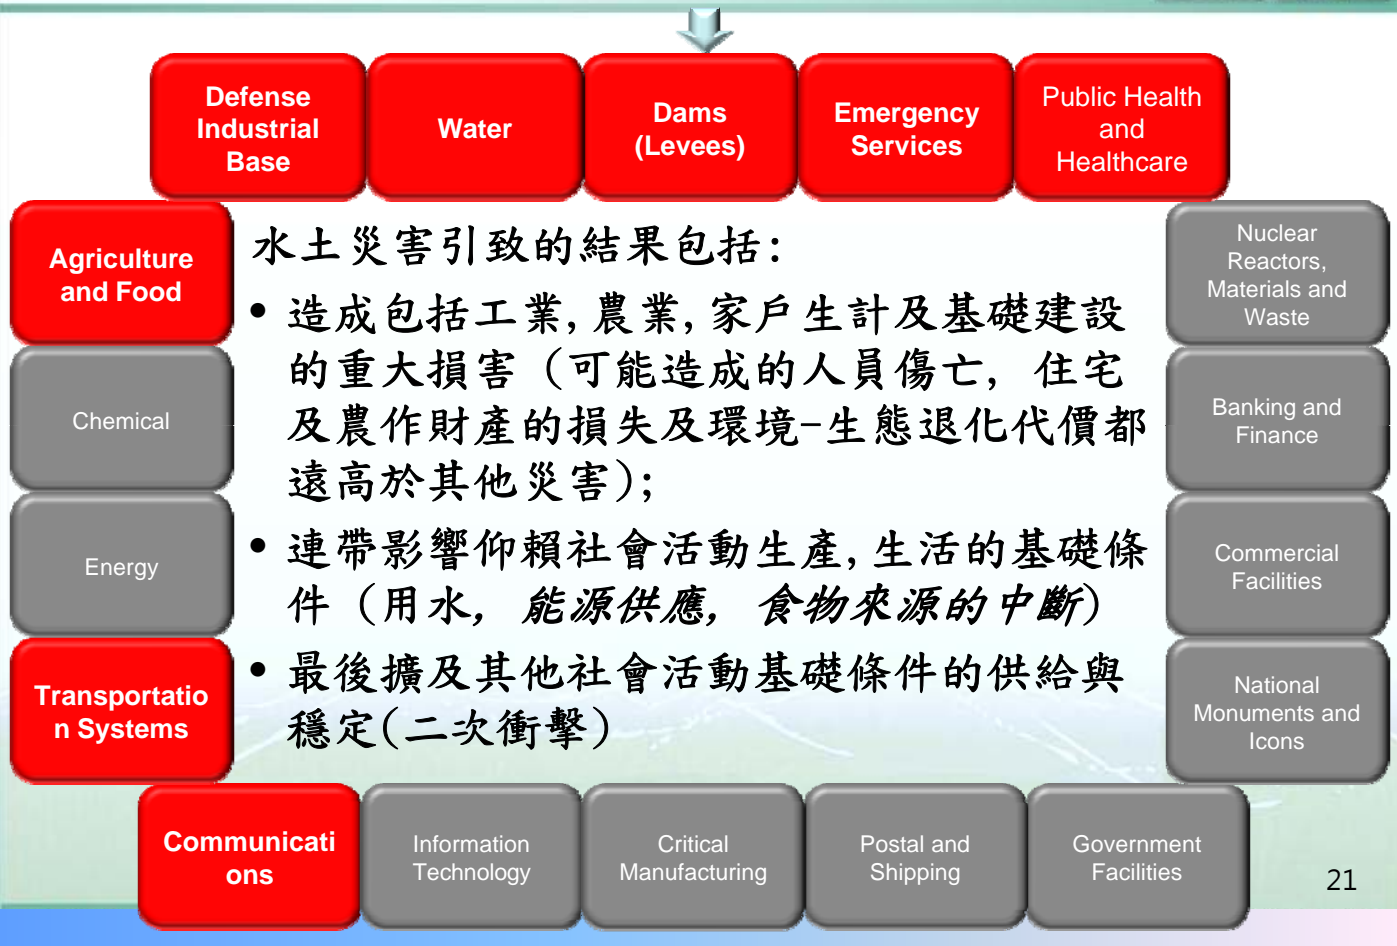 Defense
Industrial
Base
Water
Dams
(Levees)
Emergency
Services
Public Health
and
Healthcare
Agriculture
and Food
Chemical
Energy
Transportatio
n Systems
水土災害引致的結果包括:
• 造成包括工業,農業,家戶生計及基礎建設
的重大損害（可能造成的人員傷亡, 住宅
及農作財產的損失及環境-生態退化代價都
遠高於其他災害);
• 連帶影響仰賴社會活動生產,生活的基礎條
件（用水, 能源供應, 食物來源的中斷)
• 最後擴及其他社會活動基礎條件的供給與
穩定(二次衝擊)
Nuclear
Reactors,
Materials and
Waste
Banking and
Finance
Commercial
Facilities
National
Monuments and
Icons
Communicati
ons
Information
Technology
Critical
Manufacturing
Postal and
Shipping
Government
Facilities
21